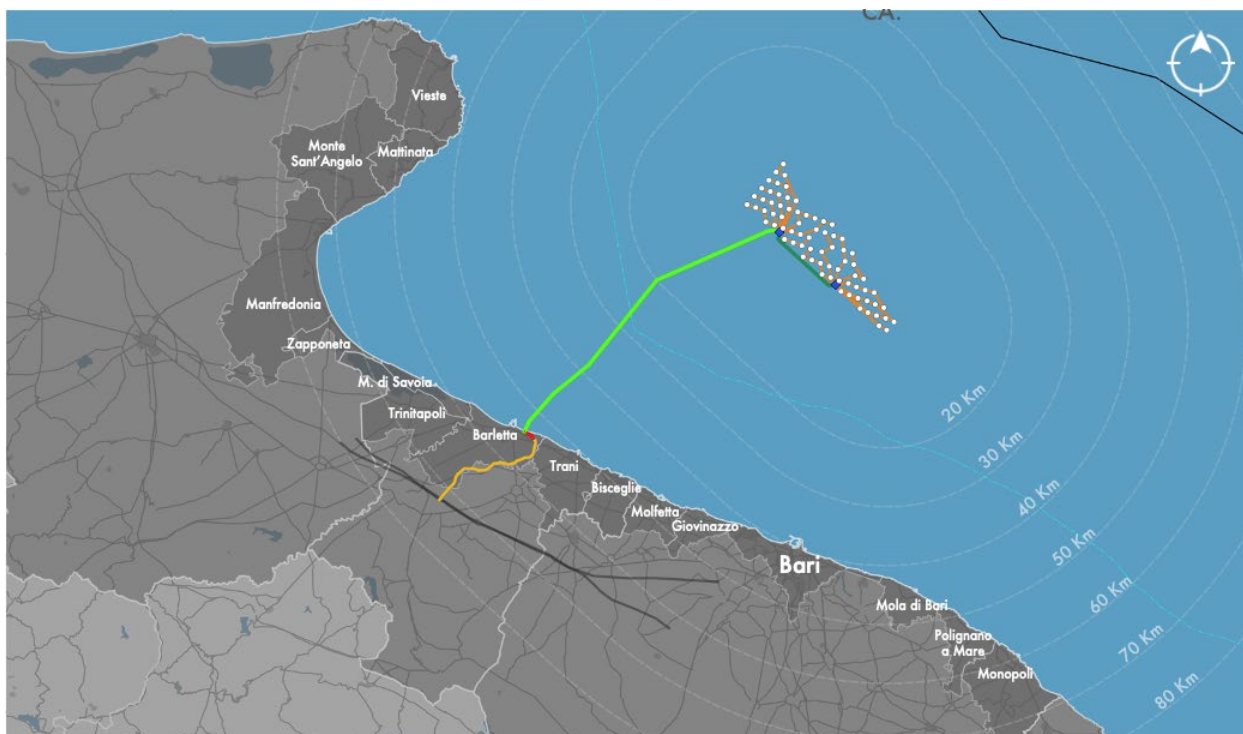 CA.
Vieste
Monte
Sant'Angelo
Mattinata
Manfredonia
Zapponeta
M. di Savoia
Trinitapoli
Barletta
Trani
Bisceglie
Molfetta
Giovinazzo
Bari
Mola di Bari
Polignano
a Mare
Monopoli
20 Km
30 Km
40 Km
50 Km
60 Km
70 Km
80 Km